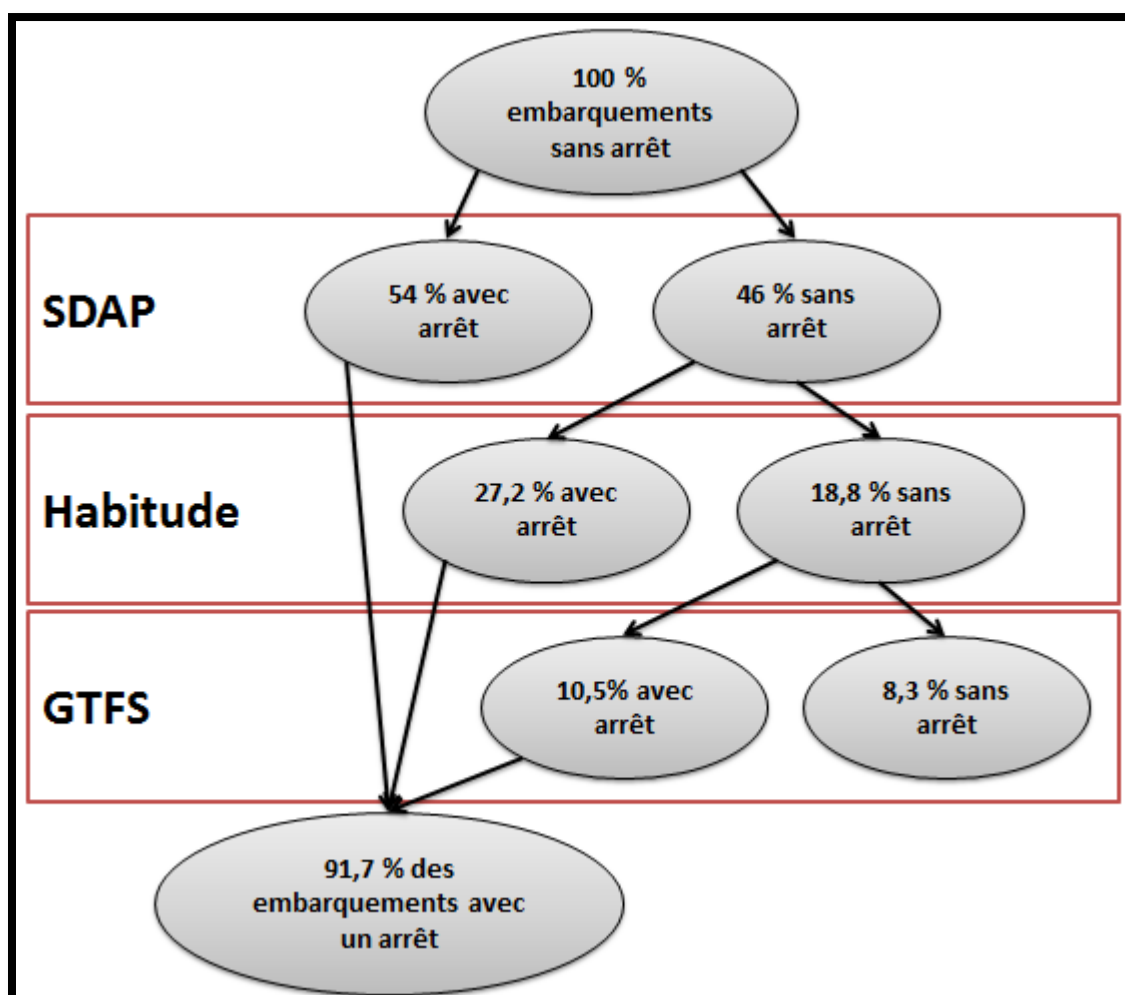 100 %
embarquements
sans arrêt
SDAP
54 % avec
arrêt
46 % sans
arrêt
Habitude
27,2 % avec
arrêt
18,8 % sans
arrêt
GTFS
10,5% avec
arrêt
8,3 % sans
arrêt
91,7 % des
embarquements avec
un arrêt